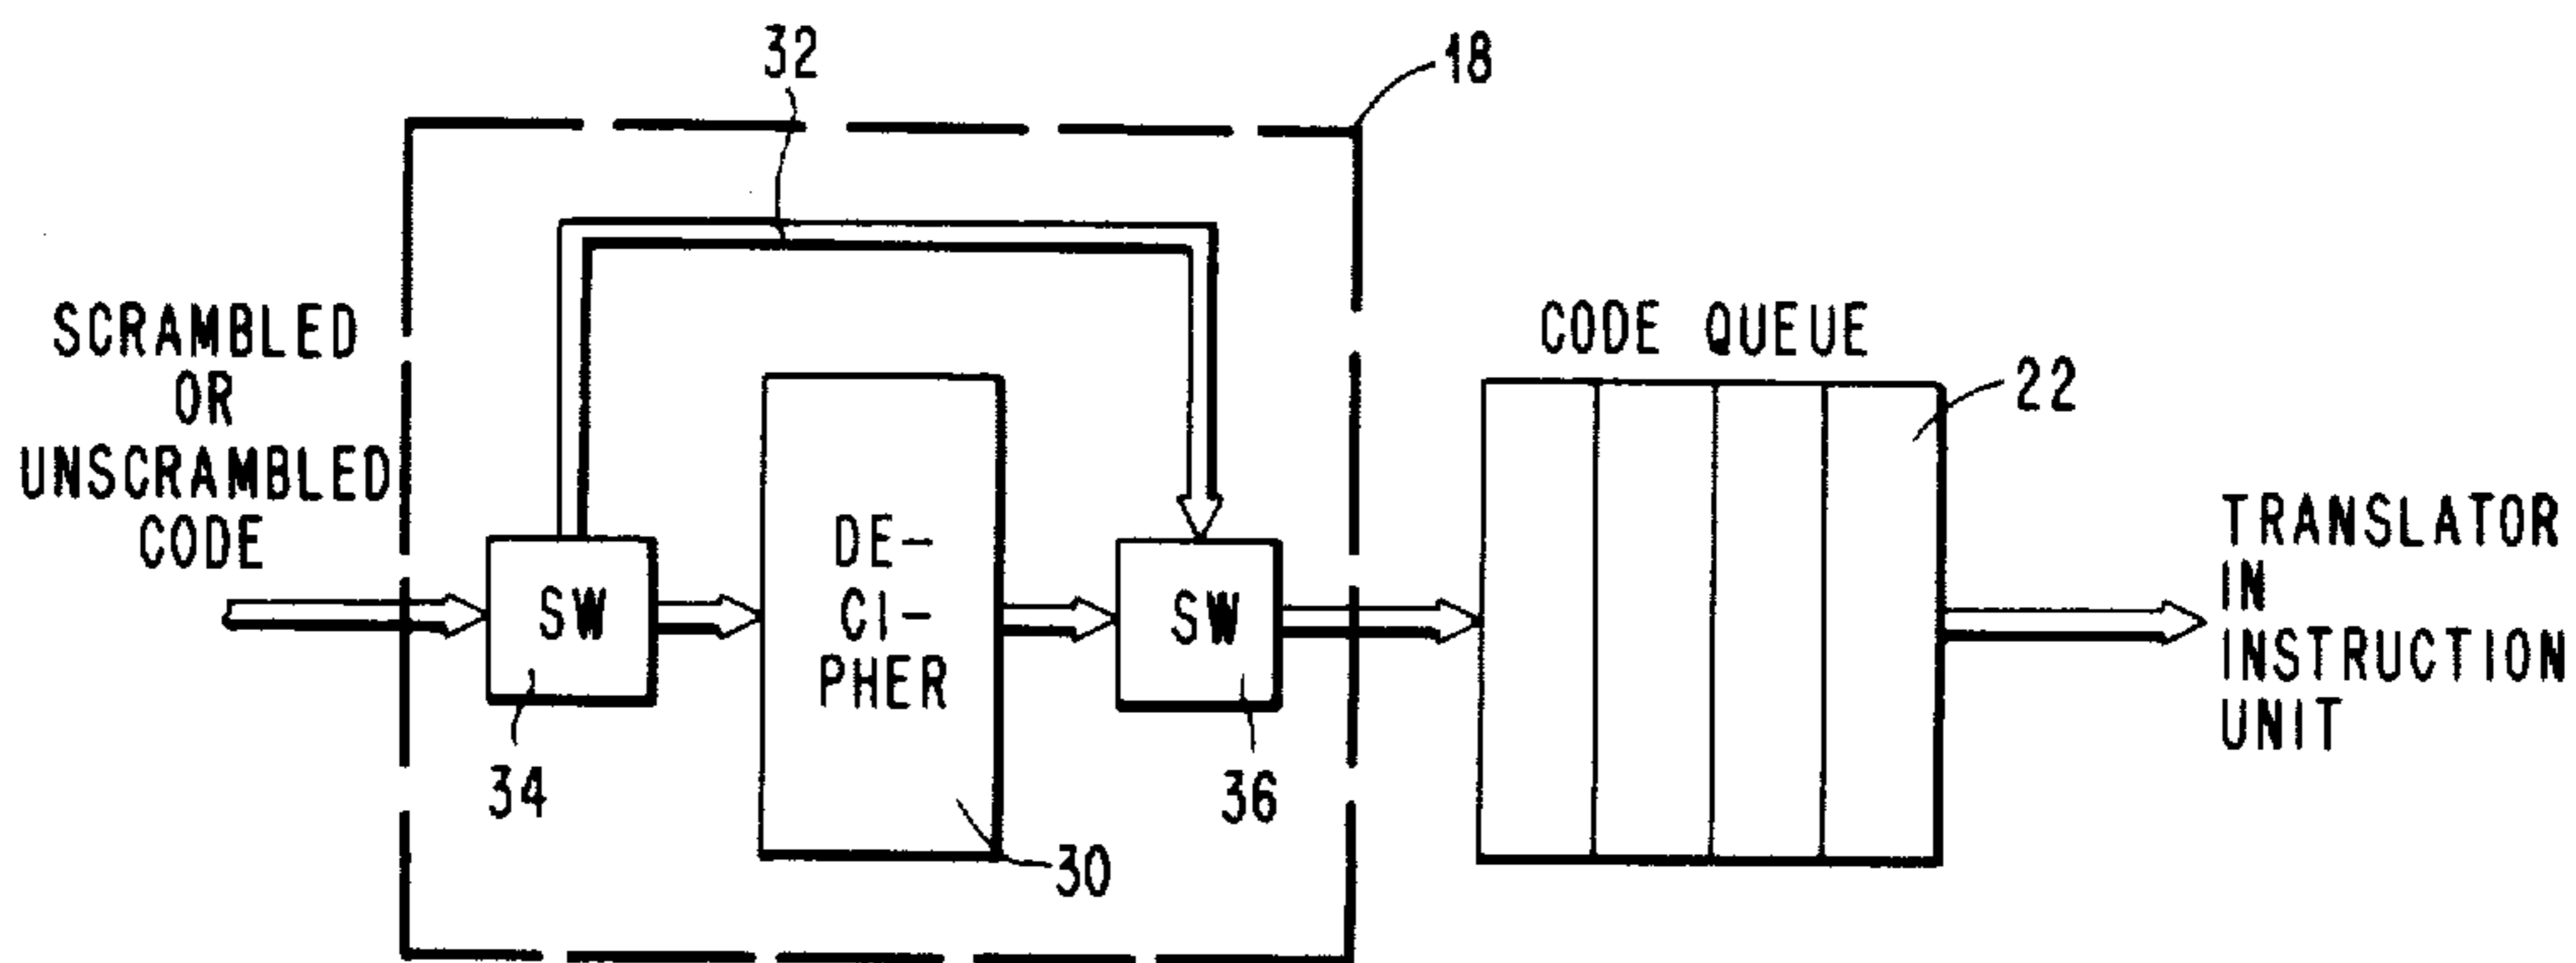 32
18
SCRAMBLED
OR
UNSCRAMBLED
CODE
CODE QUEUE
22
SW
DE-
CI-
PHER
SW
34
36
30
TRANSLATOR
IN
INSTRUCTION
UNIT